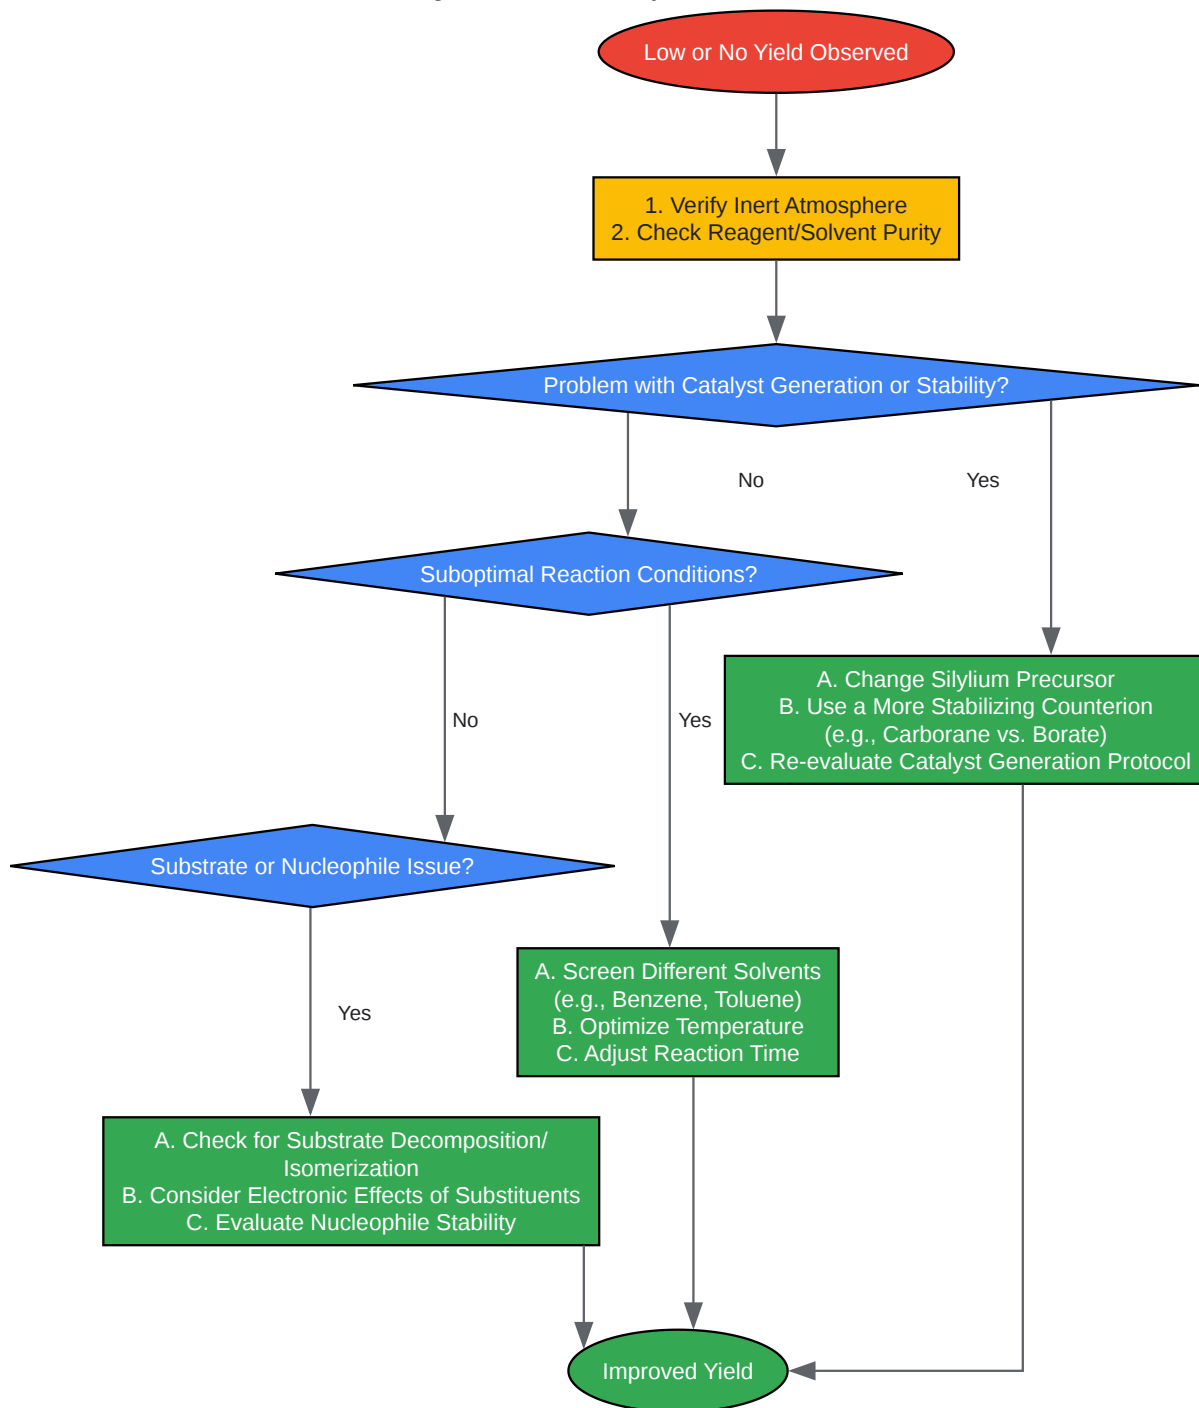 Low or No Yield Observed
1. Verify Inert Atmosphere
2. Check Reagent/Solvent Purity
Problem with Catalyst Generation or Stability?
No
Yes
Suboptimal Reaction Conditions?
A. Change Silylium Precursor
B. Use a More Stabilizing Counterion
(e.g., Carborane vs. Borate)
C. Re-evaluate Catalyst Generation Protocol
No
Yes
Substrate or Nucleophile Issue?
A. Screen Different Solvents
(e.g., Benzene, Toluene)
B. Optimize Temperature
C. Adjust Reaction Time
Yes
A. Check for Substrate Decomposition/
Isomerization
B. Consider Electronic Effects of Substituents
C. Evaluate Nucleophile Stability
Improved Yield